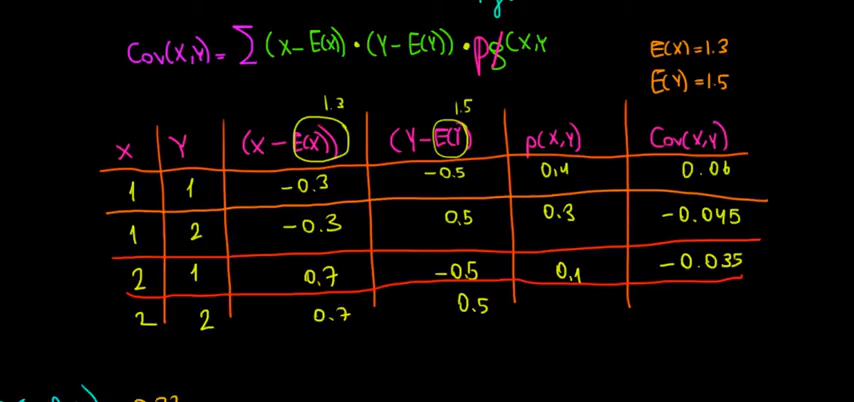 Cov(X,Y)= ∑ (X-E(X))•(Y-E(Y))•p(X,Y
E(X)=1.3
E(Y)=1.5
1.3 1.5
X Y (X-E(X)) (Y-E(Y) p(X,Y) Cov(X,Y)
1 1 -0.3 -0.5 0,4 0.06
1 2 -0.3 0,5 0.3 -0.045
2 1 0.7 -0.5 0,1 -0.035
2 2 0.7 0.5